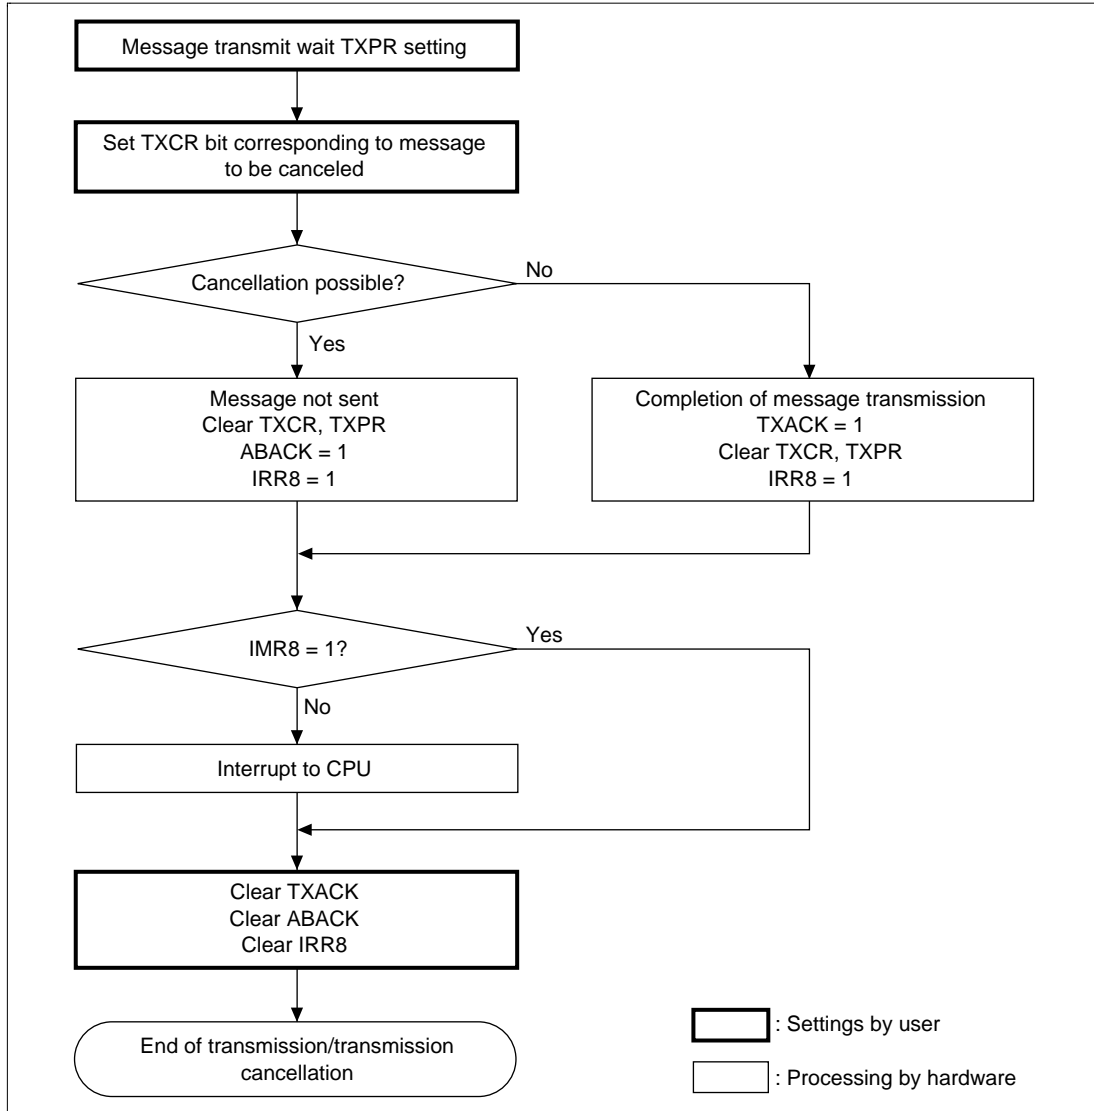 Message transmit wait TXPR setting
Set TXCR bit corresponding to message
to be canceled
Cancellation possible?
No
Yes
Message not sent
Clear TXCR, TXPR
ABACK = 1
IRR8 = 1
Completion of message transmission
TXACK = 1
Clear TXCR, TXPR
IRR8 = 1
IMR8 = 1?
Yes
No
Interrupt to CPU
Clear TXACK
Clear ABACK
Clear IRR8
End of transmission/transmission
cancellation
: Settings by user
: Processing by hardware